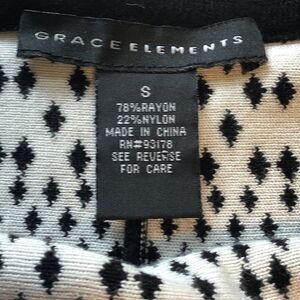 GRACE ELEMENTS
S
78%RAYON
22%NYLON
MADE IN CHINA
RN#93178
SEE REVERSE
FOR CARE